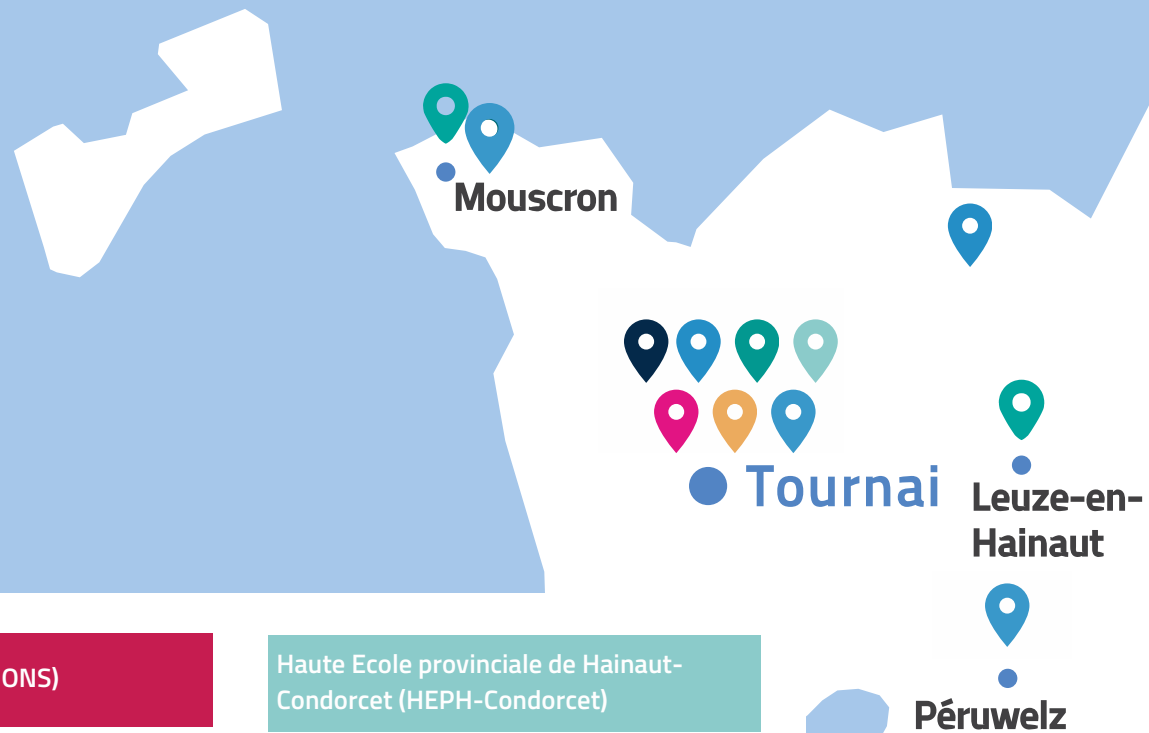 Mouscron
Tournai
Leuze-en-
Hainaut
Péruwelz
ONS)
Haute Ecole provinciale de Hainaut-
Condorcet (HEPH-Condorcet)